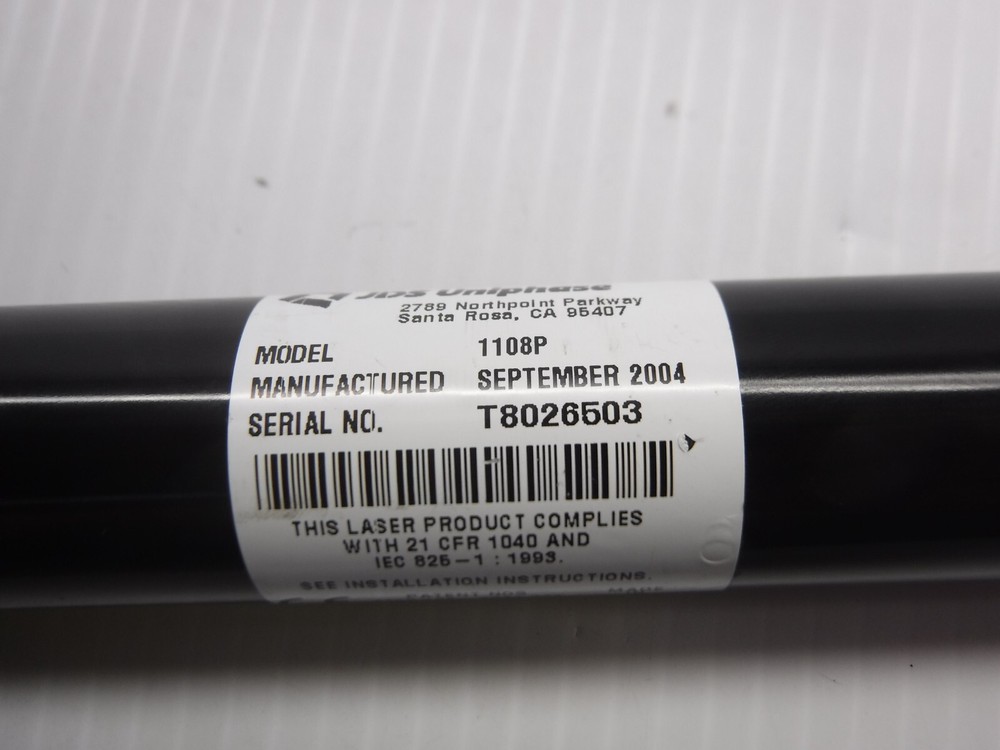 JDS Uniphase
2789 Northpoint Parkway
Santa Rosa, CA 95407
MODEL 1108P
MANUFACTURED SEPTEMBER 2004
SERIAL NO. T8026503
THIS LASER PRODUCT COMPLIES
WITH 21 CFR 1040 AND
IEC 825-1 : 1993.
SEE INSTALLATION INSTRUCTIONS.